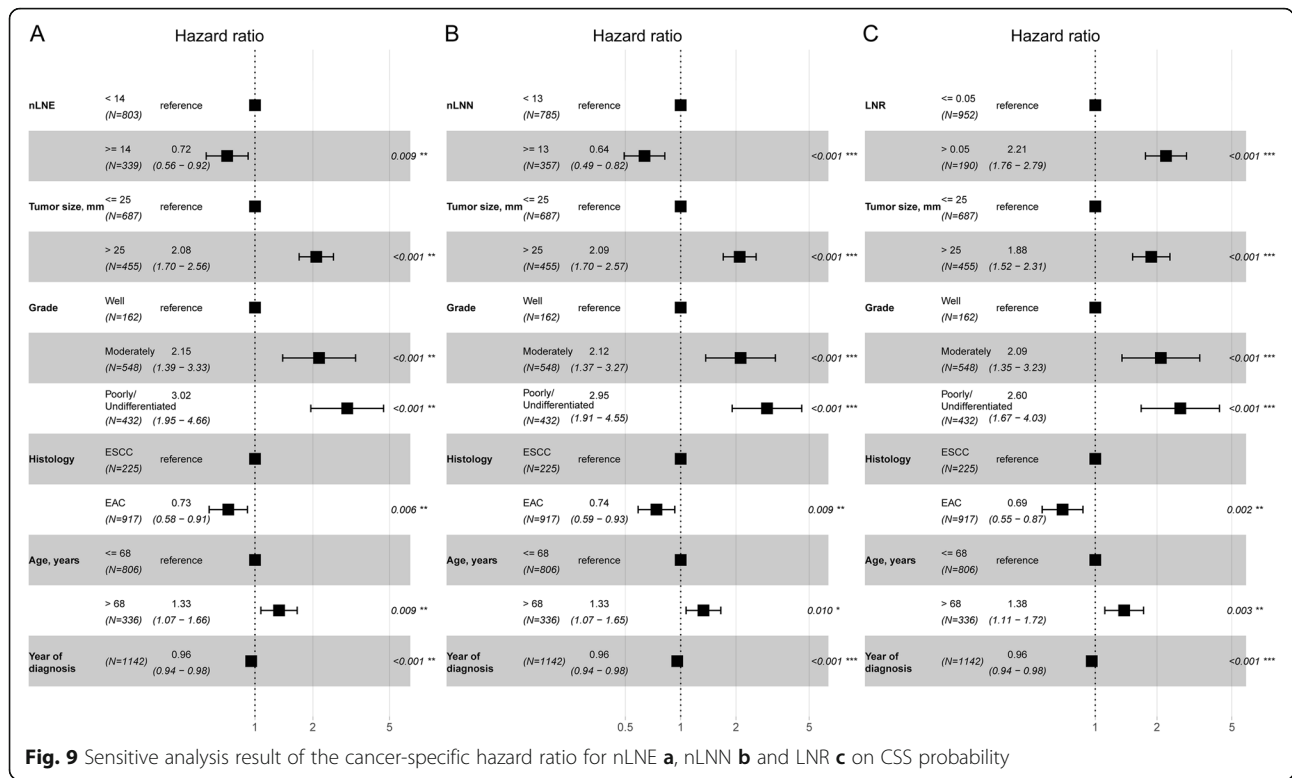 A
Hazard ratio
nLNE
< 14
(N=803)
reference
>= 14
(N=339)
0.72
(0.56 − 0.92)
0.009 **
Tumor size, mm
<= 25
(N=687)
reference
> 25
(N=455)
2.08
(1.70 − 2.56)
<0.001 **
Grade
Well
(N=162)
reference
Moderately
(N=548)
2.15
(1.39 − 3.33)
<0.001 **
Poorly/
Undifferentiated
(N=432)
3.02
(1.95 − 4.66)
<0.001 **
Histology
ESCC
(N=225)
reference
EAC
(N=917)
0.73
(0.58 − 0.91)
0.006 **
Age, years
<= 68
(N=806)
reference
> 68
(N=336)
1.33
(1.07 − 1.66)
0.009 **
Year of
diagnosis
(N=1142)
0.96
(0.94 − 0.98)
<0.001 **
1 2 5
B
Hazard ratio
nLNN
< 13
(N=785)
reference
>= 13
(N=357)
0.64
(0.49 − 0.82)
<0.001 ***
Tumor size, mm
<= 25
(N=687)
reference
> 25
(N=455)
2.09
(1.70 − 2.57)
<0.001 ***
Grade
Well
(N=162)
reference
Moderately
(N=548)
2.12
(1.37 − 3.27)
<0.001 ***
Poorly/
Undifferentiated
(N=432)
2.95
(1.91 − 4.55)
<0.001 ***
Histology
ESCC
(N=225)
reference
EAC
(N=917)
0.74
(0.59 − 0.93)
0.009 **
Age, years
<= 68
(N=806)
reference
> 68
(N=336)
1.33
(1.07 − 1.65)
0.010 *
Year of
diagnosis
(N=1142)
0.96
(0.94 − 0.98)
<0.001 ***
0.5 1 2 5
C
Hazard ratio
LNR
<= 0.05
(N=952)
reference
> 0.05
(N=190)
2.21
(1.76 − 2.79)
<0.001 ***
Tumor size, mm
<= 25
(N=687)
reference
> 25
(N=455)
1.88
(1.52 − 2.31)
<0.001 ***
Grade
Well
(N=162)
reference
Moderately
(N=548)
2.09
(1.35 − 3.23)
<0.001 ***
Poorly/
Undifferentiated
(N=432)
2.60
(1.67 − 4.03)
<0.001 ***
Histology
ESCC
(N=225)
reference
EAC
(N=917)
0.69
(0.55 − 0.87)
0.002 **
Age, years
<= 68
(N=806)
reference
> 68
(N=336)
1.38
(1.11 − 1.72)
0.003 **
Year of
diagnosis
(N=1142)
0.96
(0.94 − 0.98)
<0.001 ***
1 2 5
Fig. 9 Sensitive analysis result of the cancer-specific hazard ratio for nLNE a, nLNN b and LNR c on CSS probability